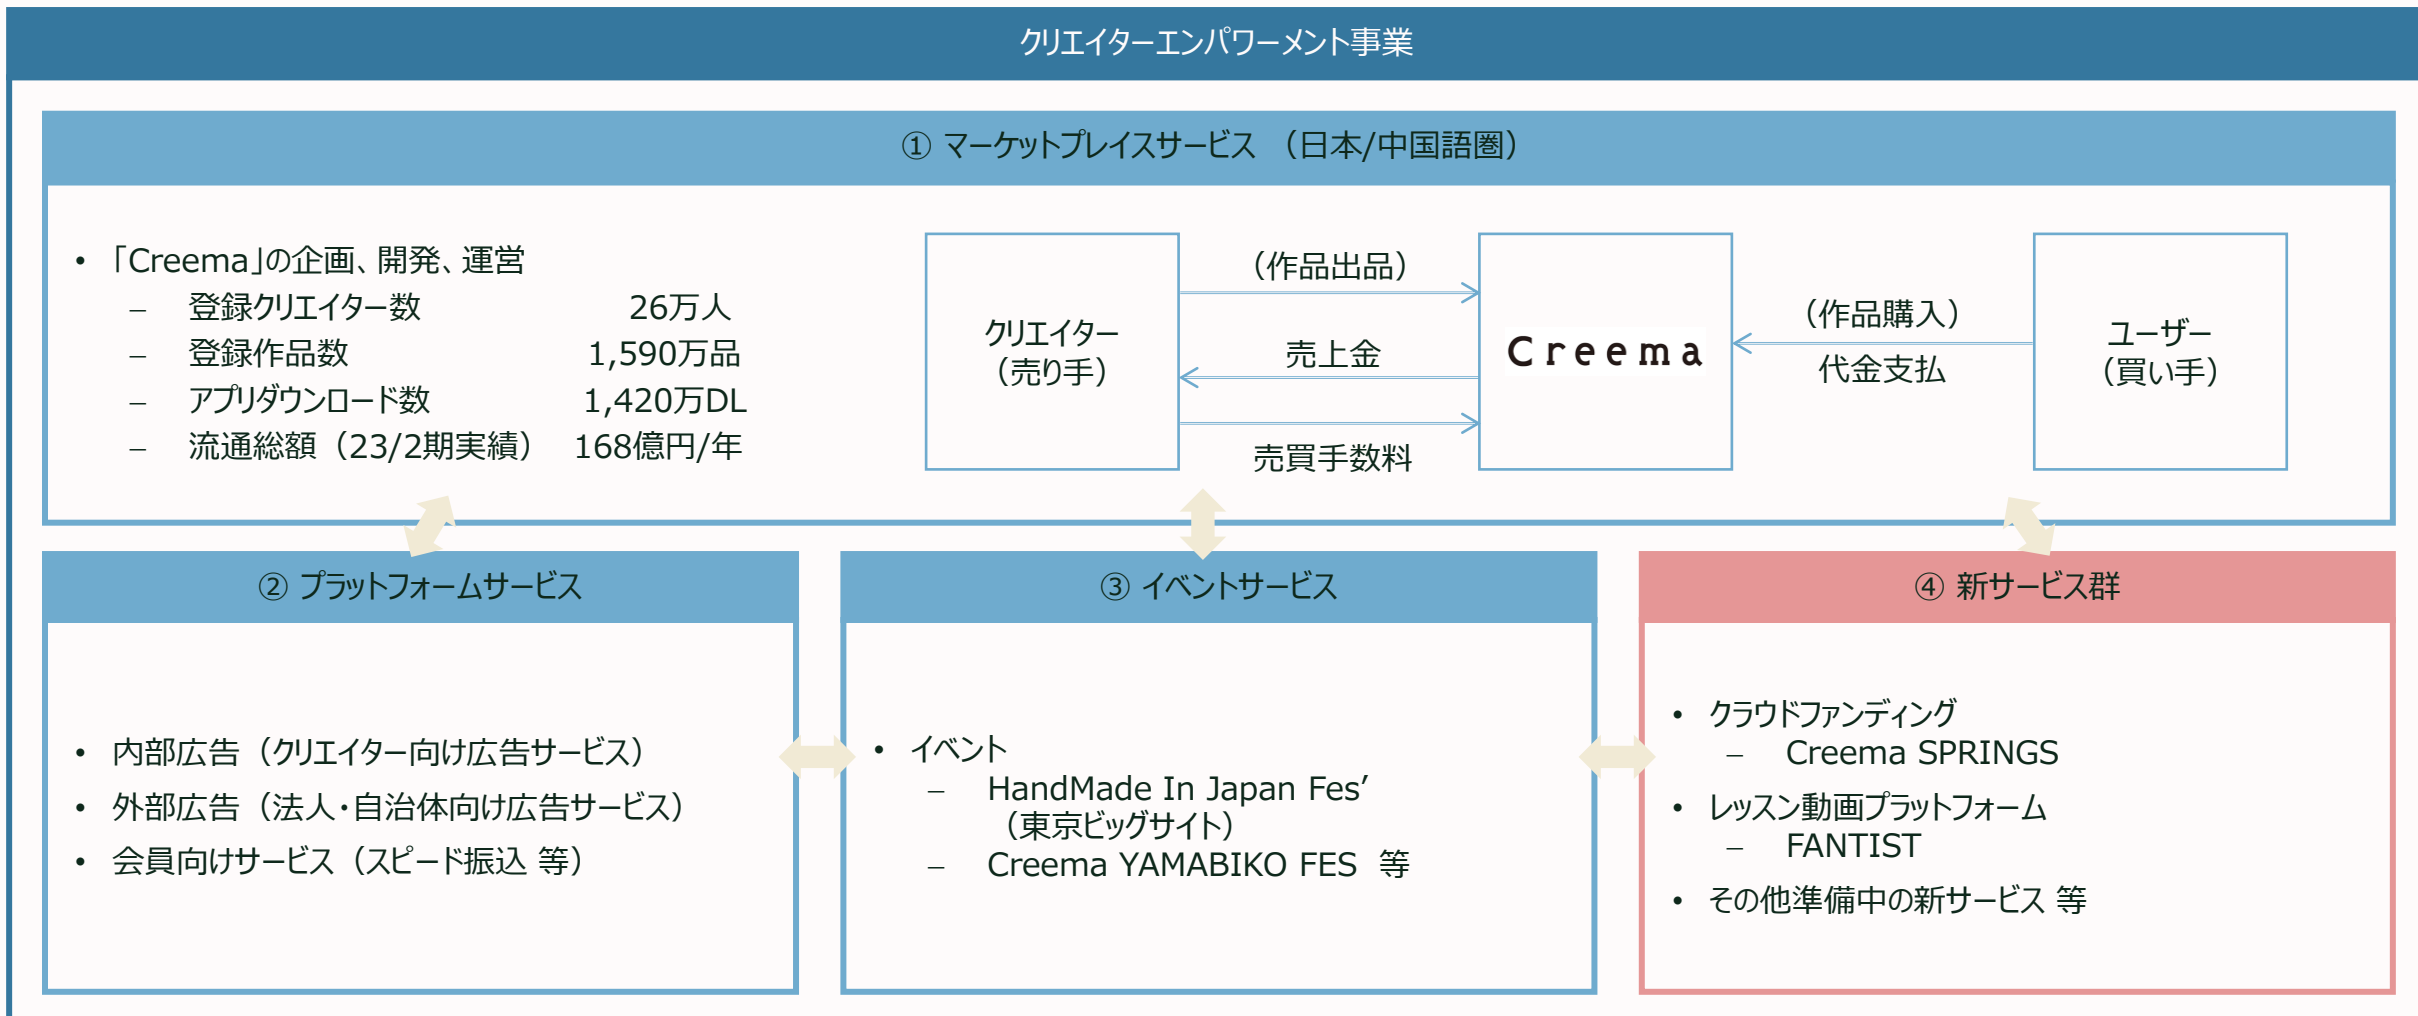 クリエイターエンパワーメント事業
① マーケットプレイスサービス （日本/中国語圏）
• 「Creema」の企画、開発、運営
– 登録クリエイター数 26万人
– 登録作品数 1,590万品
– アプリダウンロード数 1,420万DL
– 流通総額（23/2期実績） 168億円/年
クリエイター
（売り手）
（作品出品）
売上金
売買手数料
Creema
（作品購入）
代金支払
ユーザー
（買い手）
② プラットフォームサービス
• 内部広告（クリエイター向け広告サービス）
• 外部広告（法人・自治体向け広告サービス）
• 会員向けサービス（スピード振込 等）
③ イベントサービス
• イベント
– HandMade In Japan Fes’
（東京ビッグサイト）
– Creema YAMABIKO FES 等
④ 新サービス群
• クラウドファンディング
– Creema SPRINGS
• レッスン動画プラットフォーム
– FANTIST
• その他準備中の新サービス 等